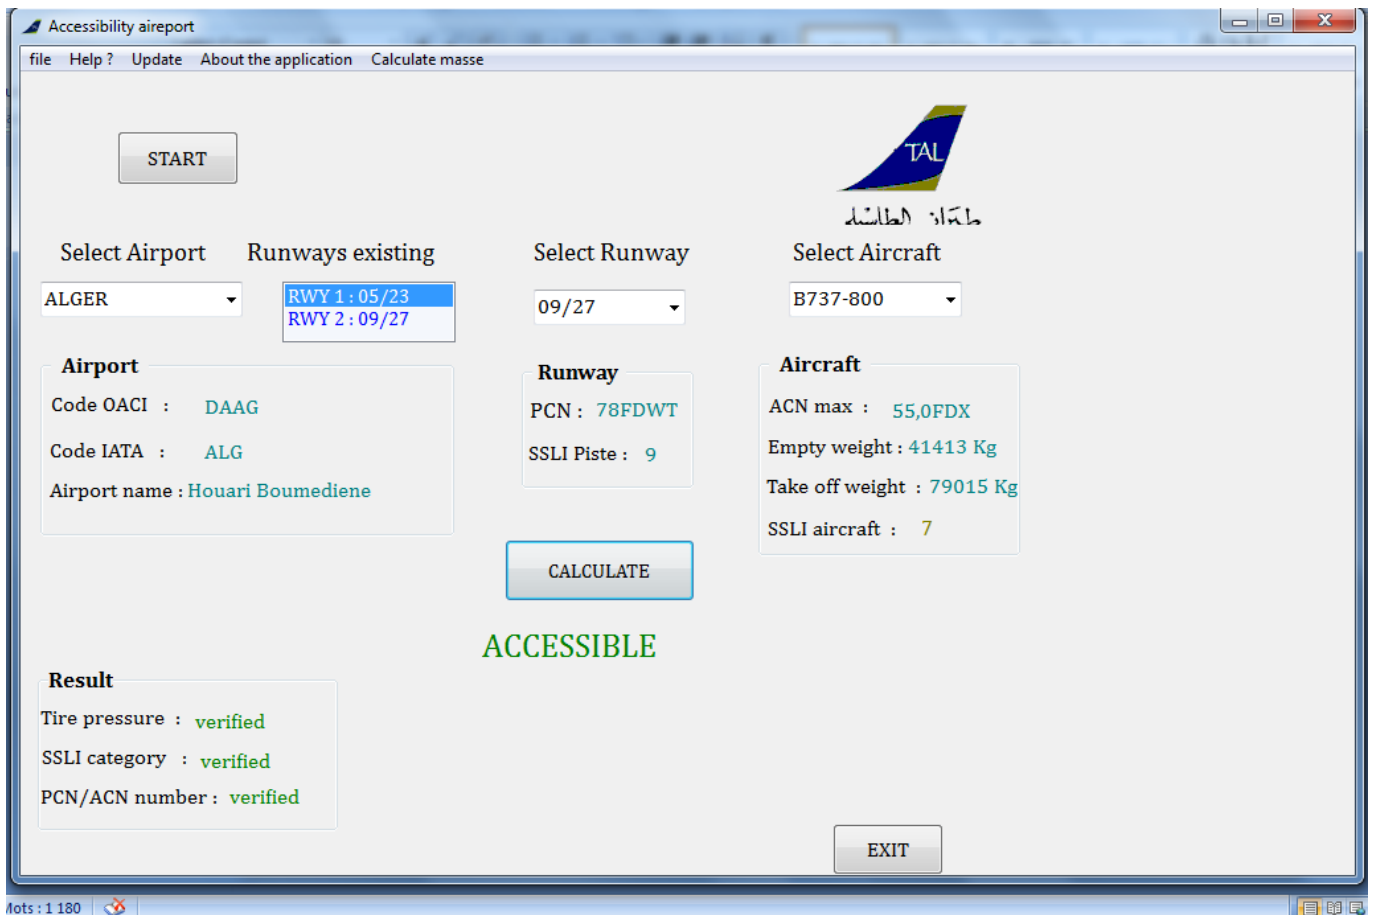 Accessibility aireport
file Help ? Update About the application Calculate masse
START
TAL
طيران الطاسيلي
Select Airport Runways existing Select Runway Select Aircraft
ALGER
RWY 1 : 05/23
RWY 2 : 09/27
09/27
B737-800
Airport
Code OACI : DAAG
Code IATA : ALG
Airport name : Houari Boumediene
Runway
PCN : 78FDWT
SSLI Piste : 9
Aircraft
ACN max : 55,0FDX
Empty weight : 41413 Kg
Take off weight : 79015 Kg
SSLI aircraft : 7
CALCULATE
ACCESSIBLE
Result
Tire pressure : verified
SSLI category : verified
PCN/ACN number : verified
EXIT
Mots : 1 180